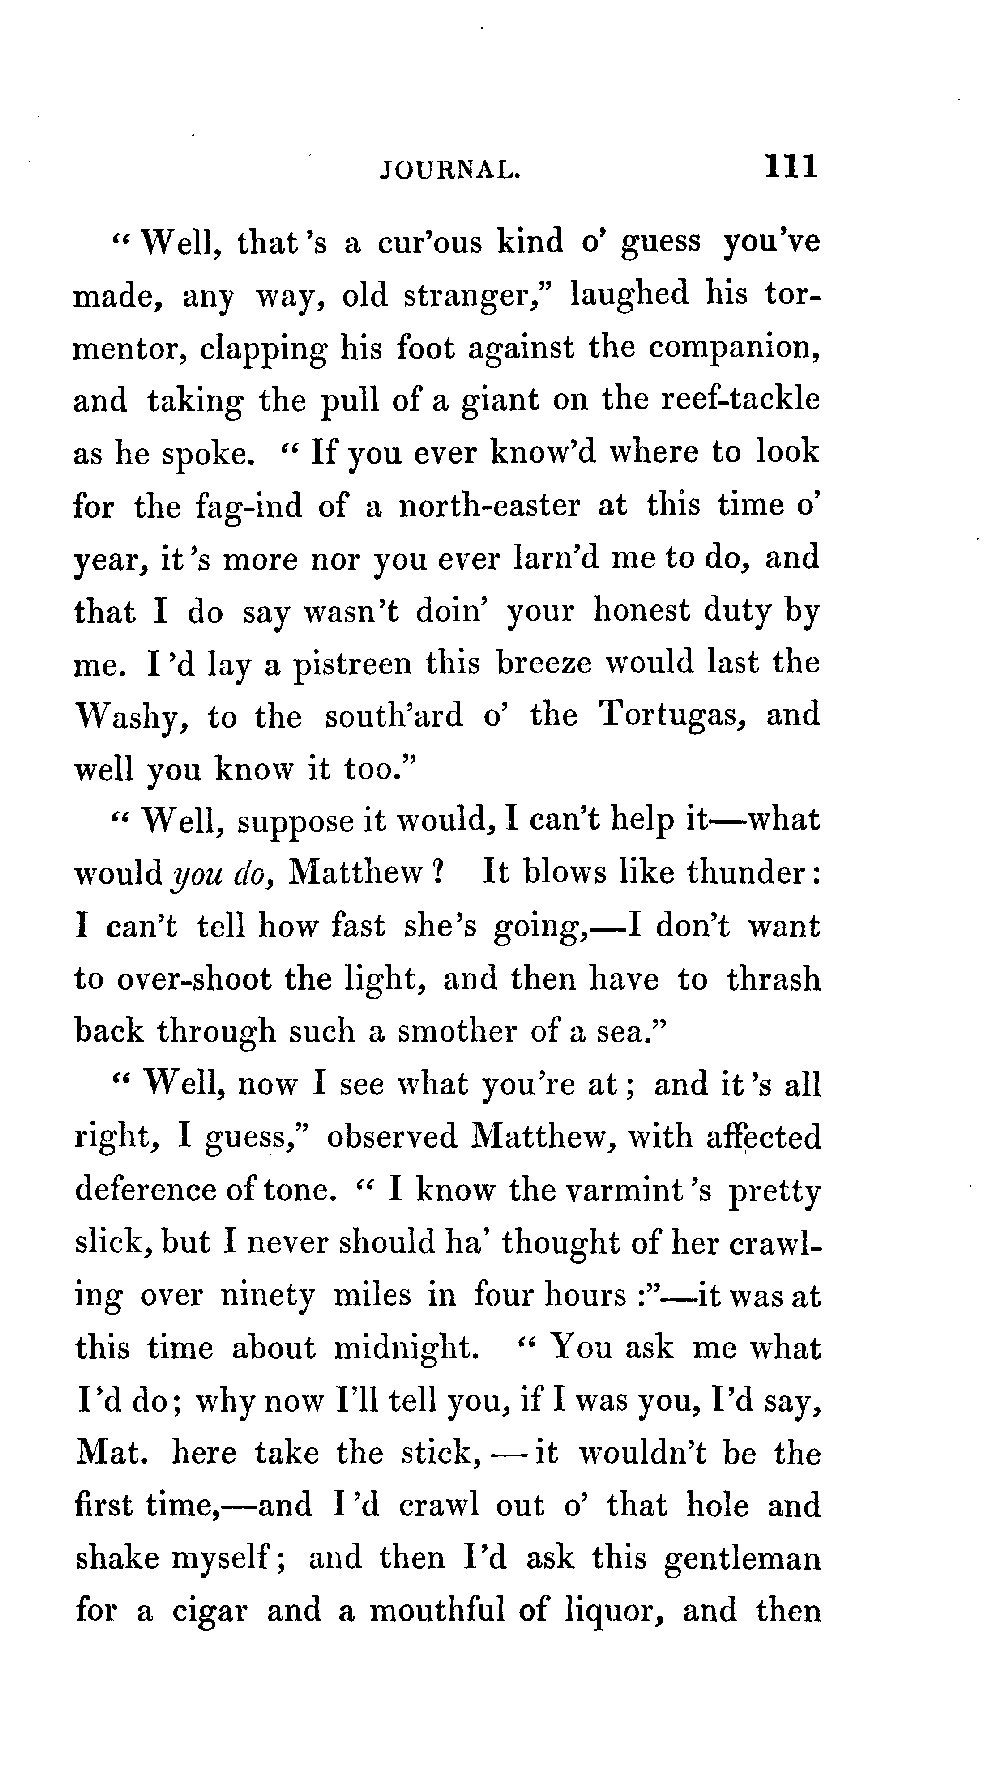 JOURNAL. 111
“ Well, that 's a cur'ous kind o' guess you've
made, any way, old stranger,” laughed his tor-
mentor, clapping his foot against the companion,
and taking the pull of a giant on the reef-tackle
as he spoke. “ If you ever know'd where to look
for the fag-ind of a north-easter at this time o'
year, it 's more nor you ever larn'd me to do, and
that I do say wasn't doin' your honest duty by
me. I 'd lay a pistreen this breeze would last the
Washy, to the south'ard o' the Tortugas, and
well you know it too.”
“ Well, suppose it would, I can't help it—what
would you do, Matthew ? It blows like thunder :
I can't tell how fast she's going,—I don't want
to over-shoot the light, and then have to thrash
back through such a smother of a sea.”
“ Well, now I see what you're at ; and it 's all
right, I guess,” observed Matthew, with affected
deference of tone. “ I know the varmint 's pretty
slick, but I never should ha' thought of her crawl-
ing over ninety miles in four hours :”—it was at
this time about midnight. “ You ask me what
I'd do ; why now I'll tell you, if I was you, I'd say,
Mat. here take the stick, — it wouldn't be the
first time,—and I 'd crawl out o' that hole and
shake myself ; and then I'd ask this gentleman
for a cigar and a mouthful of liquor, and then